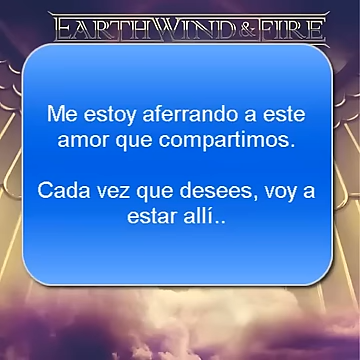 EARTH WIND & FIRE
Me estoy aferrando a este
amor que compartimos.
Cada vez que desees, voy a
estar allí..